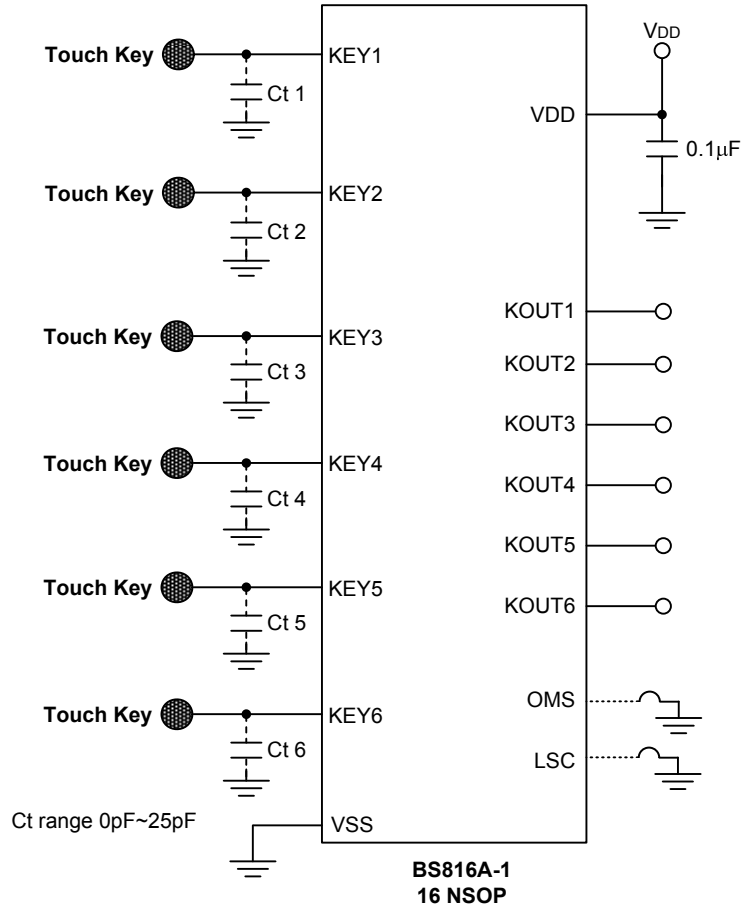 VDD
Touch Key
KEY1
Ct 1
VDD
0.1µF
Touch Key
KEY2
Ct 2
KOUT1
Touch Key
KEY3
Ct 3
KOUT2
KOUT3
Touch Key
KEY4
Ct 4
KOUT4
KOUT5
Touch Key
KEY5
Ct 5
KOUT6
OMS
Touch Key
KEY6
Ct 6
LSC
Ct range 0pF~25pF
VSS
BS816A-1
16 NSOP